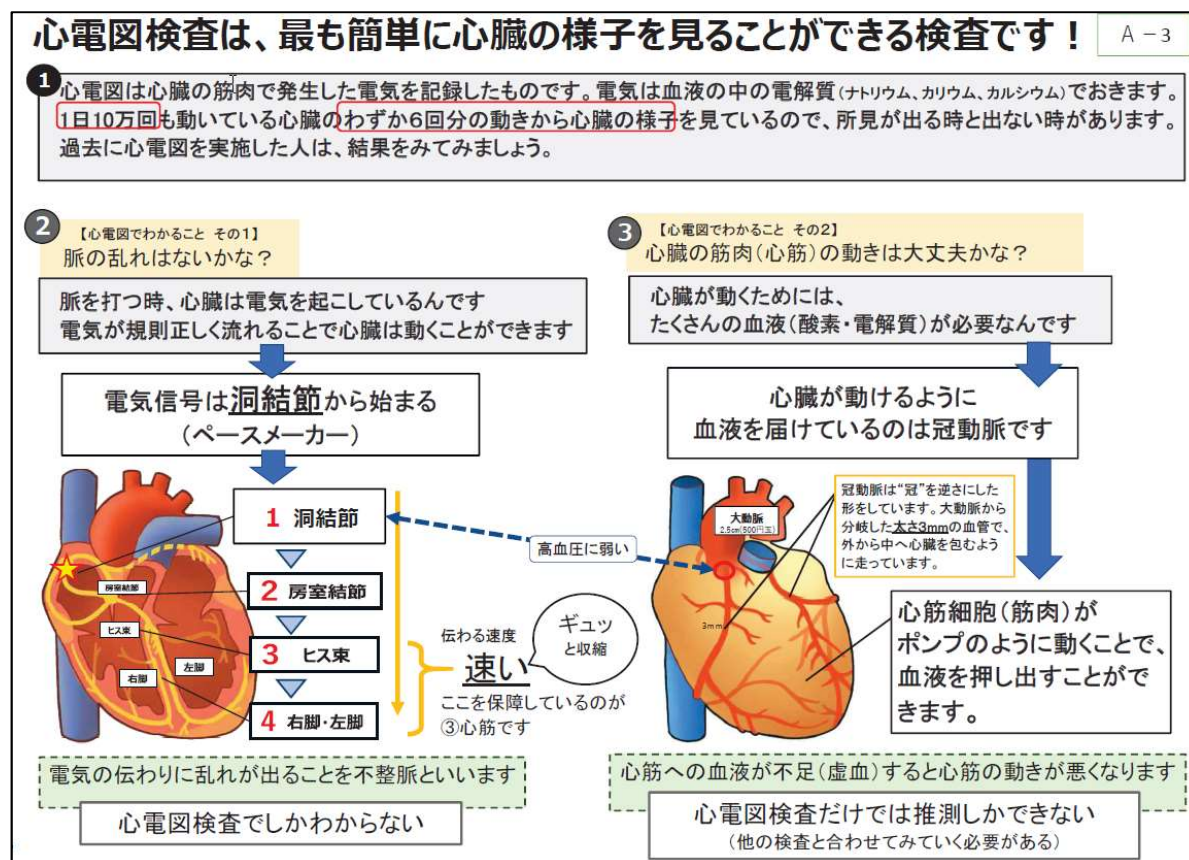 心電図検査は、最も簡単に心臓の様子を見ることができる検査です！
A－3
1
心電図は心臓の筋肉で発生した電気を記録したものです。電気は血液の中の電解質(ナトリウム、カリウム、カルシウム)でおきます。
1日10万回も動いている心臓のわずか6回分の動きから心臓の様子を見ているので、所見が出る時と出ない時があります。
過去に心電図を実施した人は、結果をみてみましょう。
2
【心電図でわかること その1】
脈の乱れはないかな？
脈を打つ時、心臓は電気を起こしているんです
電気が規則正しく流れることで心臓は動くことができます
電気信号は洞結節から始まる
(ペースメーカー)
1 洞結節
2 房室結節
3 ヒス束
4 右脚・左脚
房室結節
ヒス束
左脚
右脚
高血圧に弱い
伝わる速度
速い
ギュッ
と収縮
ここを保障しているのが
③心筋です
電気の伝わりに乱れが出ることを不整脈といいます
心電図検査でしかわからない
3
【心電図でわかること その2】
心臓の筋肉(心筋)の動きは大丈夫かな？
心臓が動くためには、
たくさんの血液(酸素・電解質)が必要なんです
心臓が動けるように
血液を届けているのは冠動脈です
大動脈
2.5cm(500円玉)
3mm
冠動脈は“冠”を逆さにした
形をしています。大動脈から
分岐した太さ3mmの血管で、
外から中へ心臓を包むよう
に走っています。
心筋細胞(筋肉)が
ポンプのように動くことで、
血液を押し出すことがで
きます。
心筋への血液が不足(虚血)すると心筋の動きが悪くなります
心電図検査だけでは推測しかできない
(他の検査と合わせてみていく必要がある)